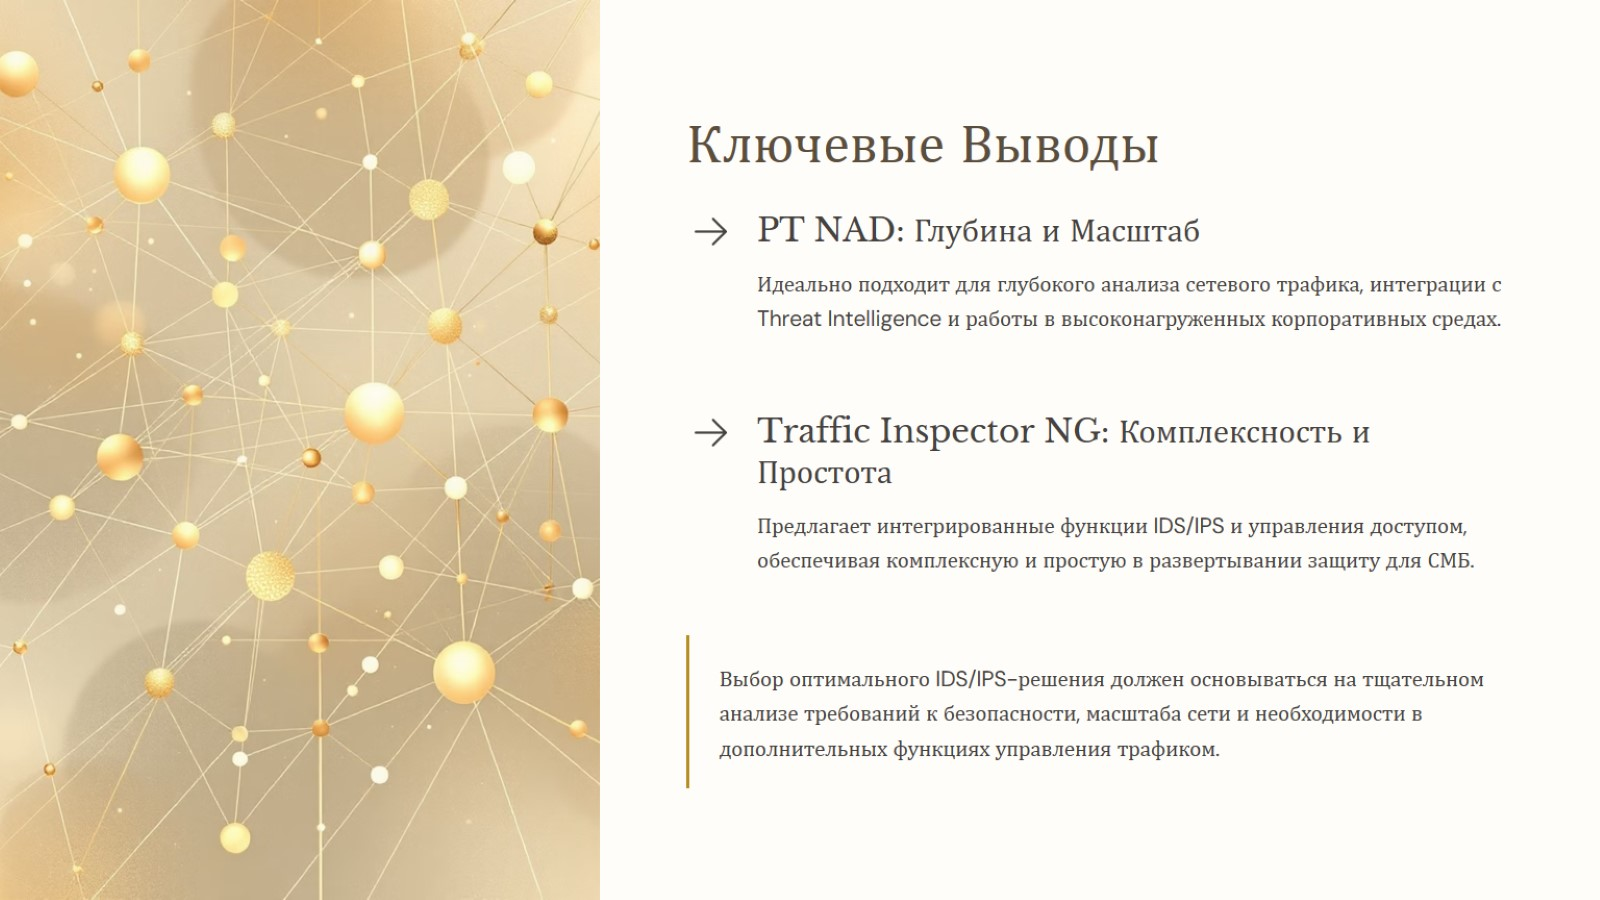 Ключевые Выводы
PT NAD: Глубина и Масштаб
Идеально подходит для глубокого анализа сетевого трафика, интеграции с
Threat Intelligence и работы в высоконагруженных корпоративных средах.
Traffic Inspector NG: Комплексность и
Простота
Предлагает интегрированные функции IDS/IPS и управления доступом,
обеспечивая комплексную и простую в развертывании защиту для СМБ.
Выбор оптимального IDS/IPS-решения должен основываться на тщательном
анализе требований к безопасности, масштаба сети и необходимости в
дополнительных функциях управления трафиком.